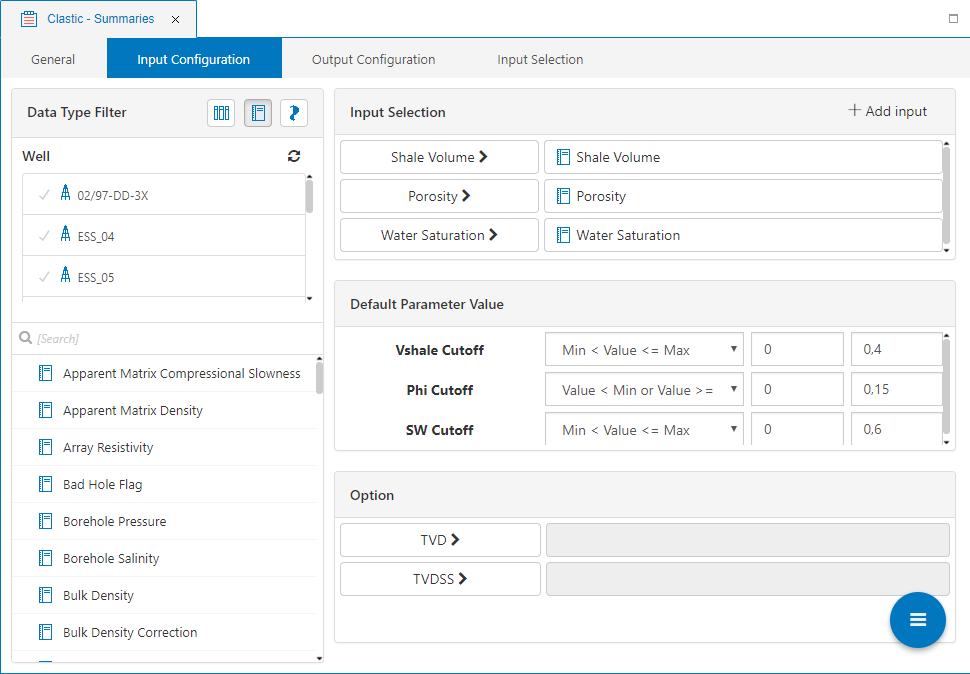 Clastic - Summaries
General
Input Configuration
Output Configuration
Input Selection
Data Type Filter
Well
02/97-DD-3X
ESS_04
ESS_05
[Search]
Apparent Matrix Compressional Slowness
Apparent Matrix Density
Array Resistivity
Bad Hole Flag
Borehole Pressure
Borehole Salinity
Bulk Density
Bulk Density Correction
Input Selection
Add input
Shale Volume
Shale Volume
Porosity
Porosity
Water Saturation
Water Saturation
Default Parameter Value
Vshale Cutoff
Min < Value <= Max
0
0,4
Phi Cutoff
Value < Min or Value >=
0
0,15
SW Cutoff
Min < Value <= Max
0
0,6
Option
TVD
TVDSS